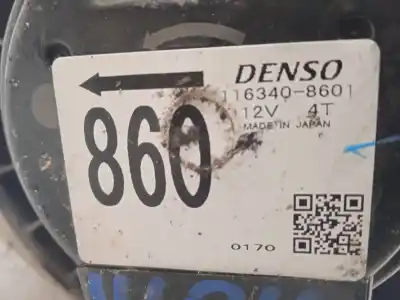 DENSO
116340-8601
12V 4T
MADE IN JAPAN
860
0170